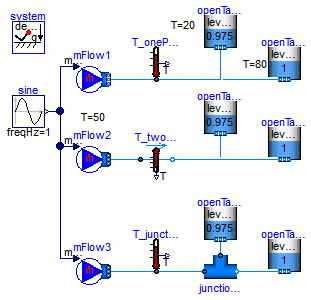 system
de...
g
mFlow1
T_oneP...
T=20
openTa...
lev...
0.975
T
T=80
openTa...
lev...
1
sine
freqHz=1
m
T=50
mFlow2
T_two...
openTa...
lev...
0.975
openTa...
lev...
1
m
T
mFlow3
T_junct...
openTa...
lev...
0.975
openTa...
lev...
1
m
T
junctio...